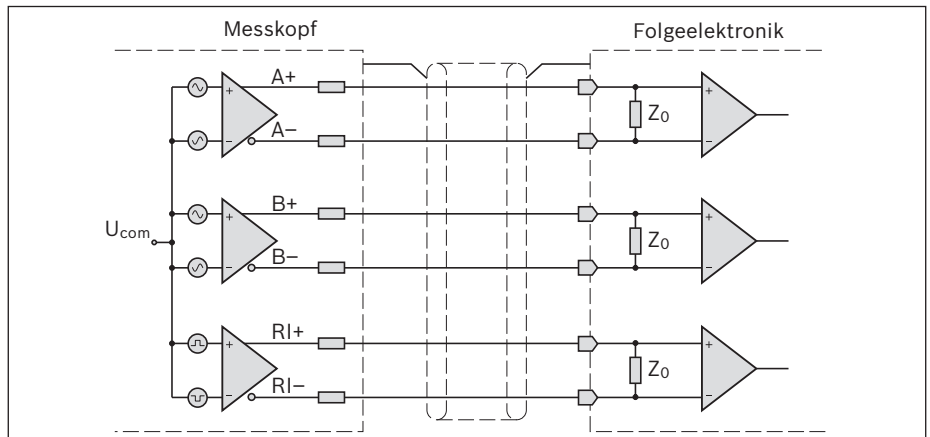 Messkopf
Folgeelektronik
A+
A−
Z0
B+
B−
Z0
Ucom
RI+
RI−
Z0
+
−
+
−
+
−
+
−
+
−
+
−